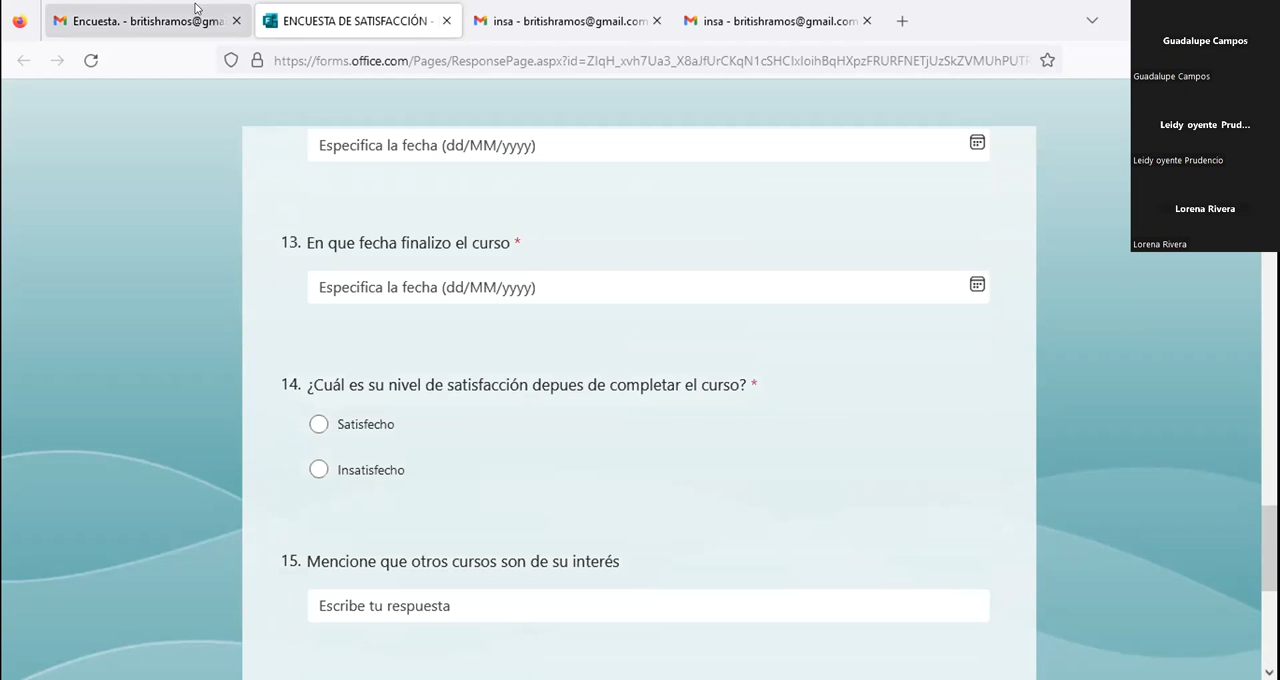 Encuesta. - britishramos@gma
ENCUESTA DE SATISFACCIÓN -
insa - britishramos@gmail.com
insa - britishramos@gmail.com
Guadalupe Campos
Guadalupe Campos
Leidy oyente Prud...
Leidy oyente Prudencio
Lorena Rivera
Lorena Rivera
Especifica la fecha (dd/MM/yyyy)
13. En que fecha finalizo el curso *
Especifica la fecha (dd/MM/yyyy)
14. ¿Cuál es su nivel de satisfacción depues de completar el curso? *
Satisfecho
Insatisfecho
15. Mencione que otros cursos son de su interés
Escribe tu respuesta